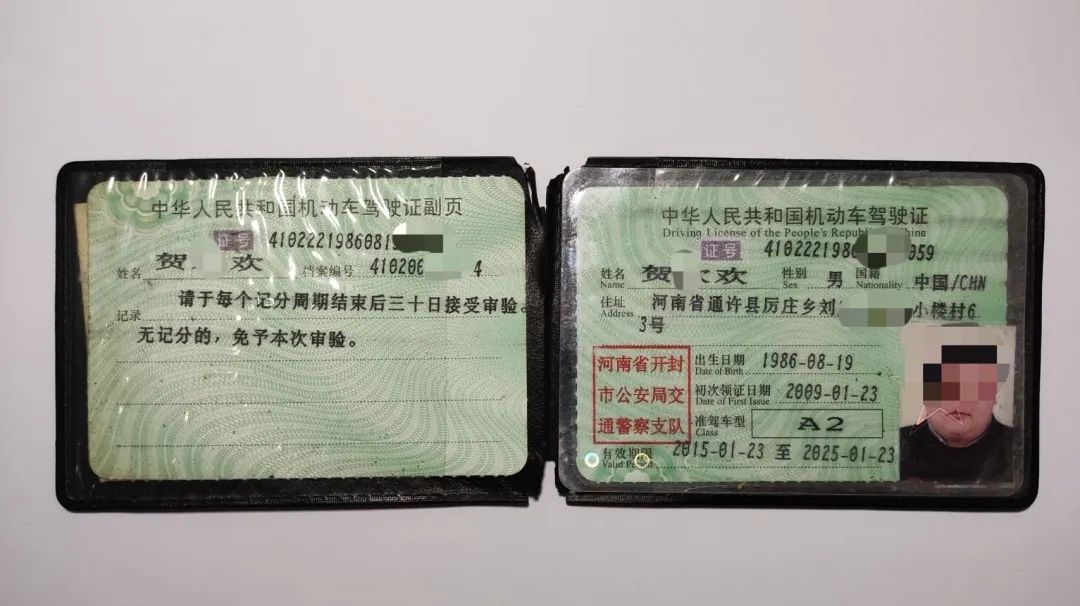 中华人民共和国机动车驾驶证副页
证号 41022219860819
姓名 贺 欢 档案编号 410200 4
请于每个记分周期结束后三十日接受审验。
记录
无记分的，免予本次审验。
中华人民共和国机动车驾驶证
Driving License of the People's Republic China
证号 4102221986 959
姓名 贺 欢 性别 男 国籍 中国/CHN
Name Sex Nationality
住址 河南省通许县厉庄乡刘 小楼村6
Address
3号
河南省开封
市公安局交
通警察支队
出生日期 1986-08-19
Date of Birth
初次领证日期 2009-01-23
Date of First Issue
准驾车型 A2
Class
有效期限 2015-01-23 至 2025-01-23
Valid Period